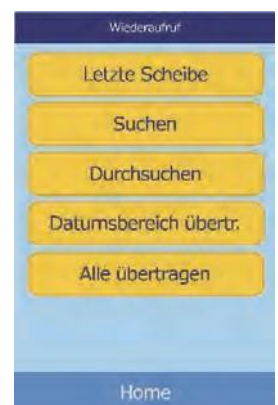 Wiederaufruf
Letzte Scheibe
Suchen
Durchsuchen
Datumsbereich übertr.
Alle übertragen
Home